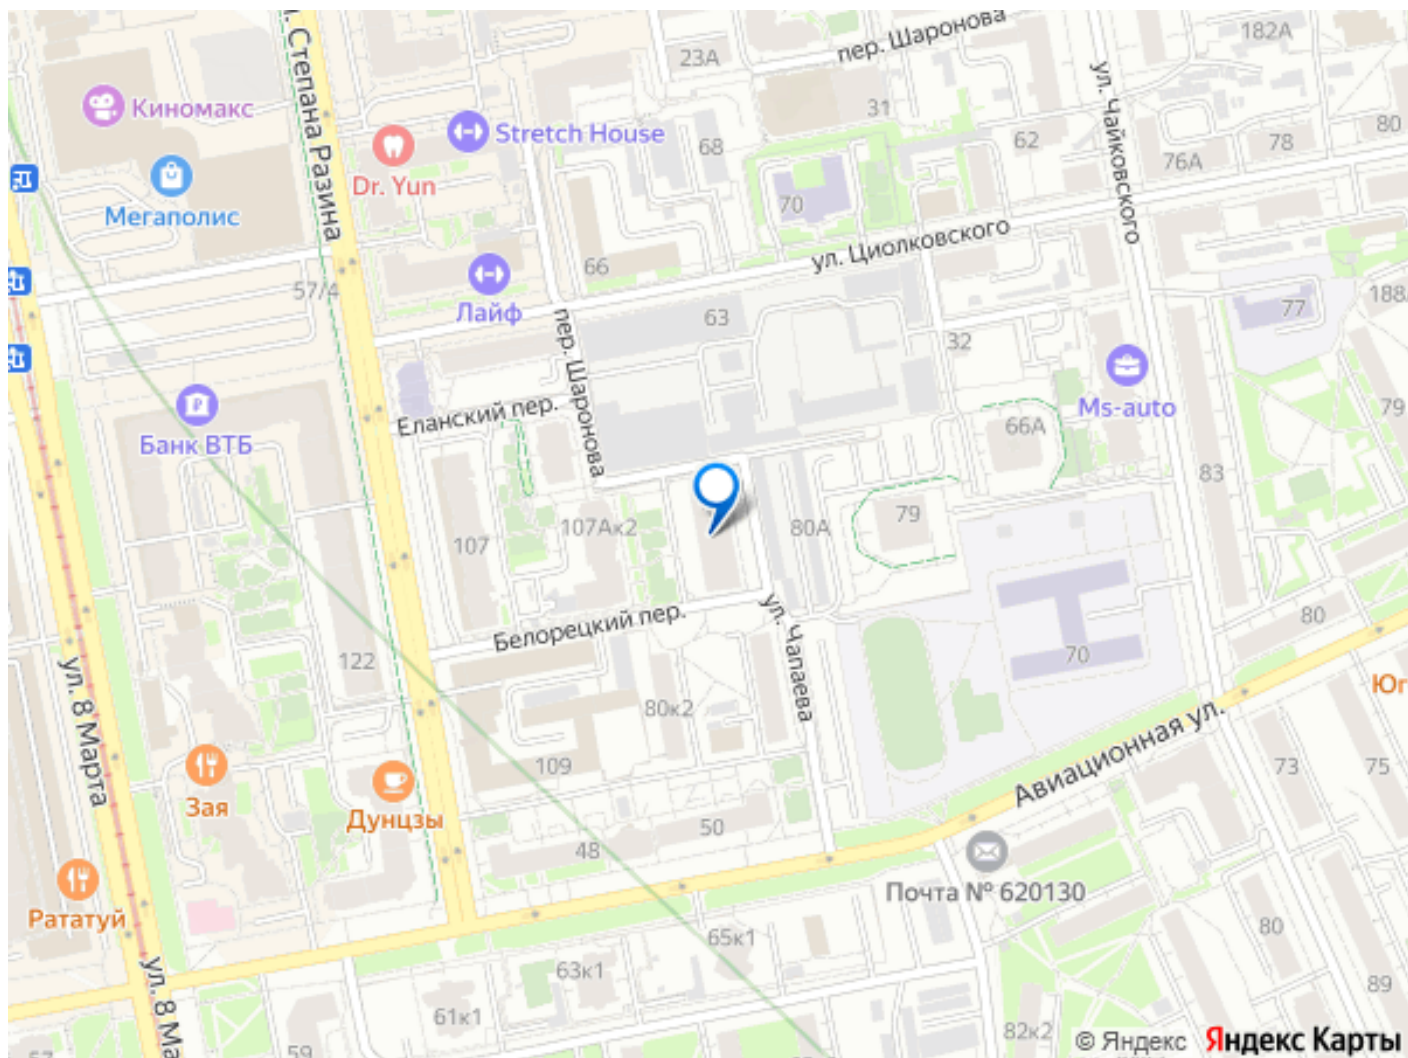 ул. Степана Разина
пер. Шаронова
182А
23А
Киномакс
31
ул. Чайковского
80
Stretch House
68
62
78
76А
Dr. Yun
Мегаполис
70
ул. Циолковского
66
57/4
Лайф
63
77
188
пер. Шаронова
32
Ms-auto
79
Еланский пер.
66А
Банк ВТБ
83
107
107Ак2
80А
79
Белорецкий пер.
ул. Чапаева
80
122
70
ул. 8 Марта
80к2
Юг
Авиационная ул.
109
73
75
Зая
Дунцзы
50
48
Почта № 620130
Рататуй
65к1
80
63к1
ул. 8 Ма
89
61к1
82к2
59
© Яндекс Яндекс Карты